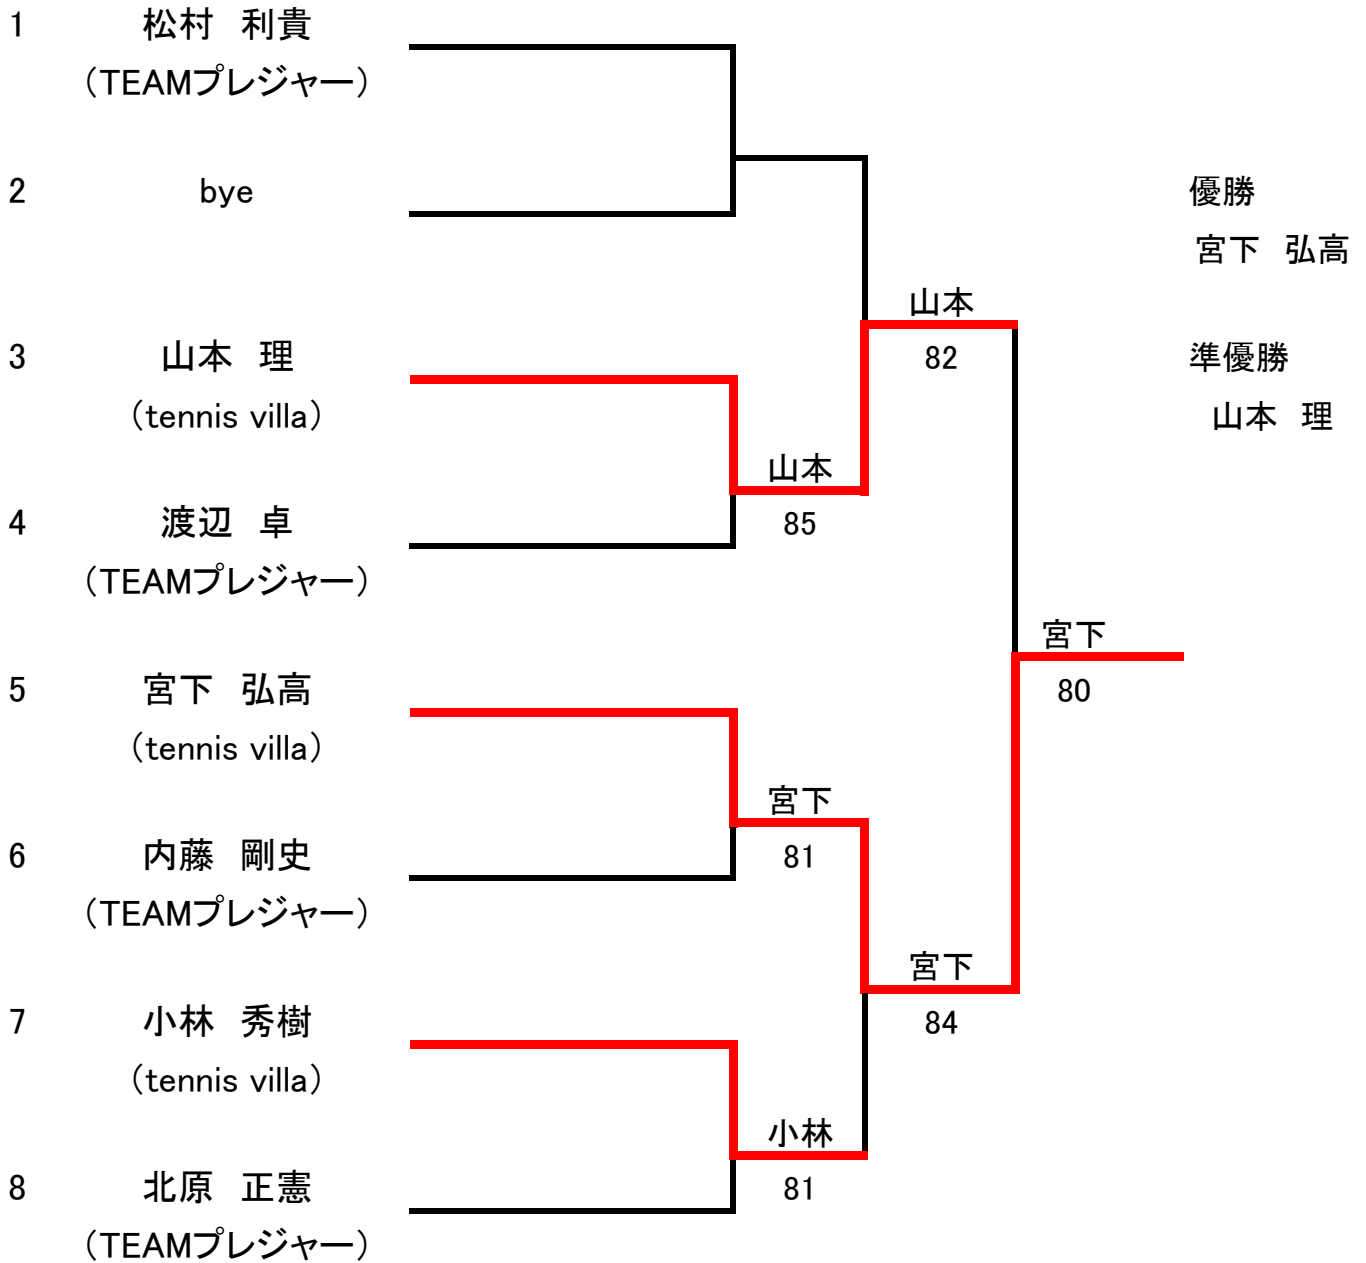 1 松村 利貴
(TEAMプレジャー)
2 bye
優勝
宮下 弘高
山本
82
3 山本 理
(tennis villa)
準優勝
山本 理
山本
85
4 渡辺 卓
(TEAMプレジャー)
宮下
80
5 宮下 弘高
(tennis villa)
宮下
81
6 内藤 剛史
(TEAMプレジャー)
宮下
84
7 小林 秀樹
(tennis villa)
小林
81
8 北原 正憲
(TEAMプレジャー)